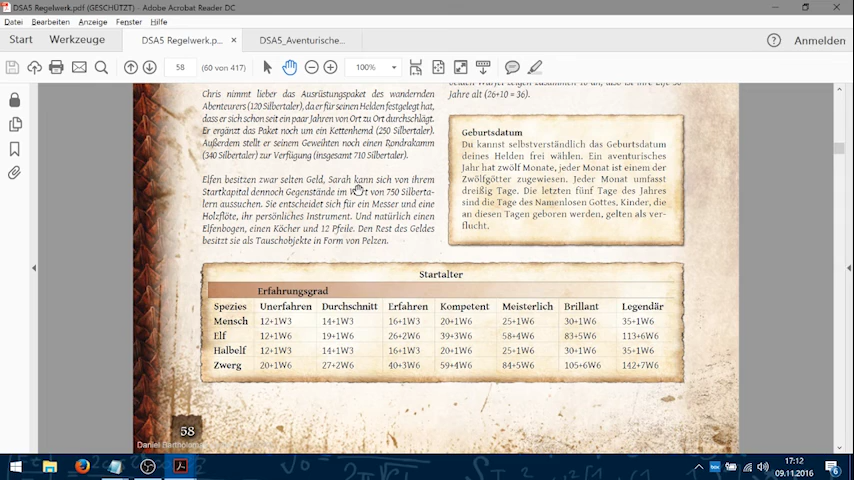 DSA5 Regelwerk.pdf (GESCHÜTZT) - Adobe Acrobat Reader DC
Datei Bearbeiten Anzeige Fenster Hilfe
Start Werkzeuge DSA5 Regelwerk.p... × DSA5_Aventurische... Anmelden
58 (60 von 417) 100%
Chris nimmt lieber das Ausrüstungspaket des wandernden
Abenteurers (120 Silbertaler), da er für seinen Helden festgelegt hat,
dass er sich schon seit ein paar Jahren von Ort zu Ort durchschlägt.
Er ergänzt das Paket noch um ein Kettenhemd (250 Silbertaler).
Außerdem stellt er seinem Geweihten noch einen Rondrakamm
(340 Silbertaler) zur Verfügung (insgesamt 710 Silbertaler).
Elfen besitzen zwar selten Geld, Sarah kann sich von ihrem
Startkapital dennoch Gegenstände im Wert von 750 Silberta-
lern aussuchen. Sie entscheidet sich für ein Messer und eine
Holzflöte, ihr persönliches Instrument. Und natürlich einen
Elfenbogen, einen Köcher und 12 Pfeile. Den Rest des Geldes
besitzt sie als Tauschobjekte in Form von Pelzen.
Jahre alt (26+10 = 36).
Geburtsdatum
Du kannst selbstverständlich das Geburtsdatum
deines Helden frei wählen. Ein aventurisches
Jahr hat zwölf Monate, jeder Monat ist einem der
Zwölfgötter zugewiesen. Jeder Monat umfasst
dreißig Tage. Die letzten fünf Tage des Jahres
sind die Tage des Namenlosen Gottes. Kinder, die
an diesen Tagen geboren werden, gelten als ver-
flucht.
Startalter
Erfahrungsgrad
Spezies Unerfahren Durchschnitt Erfahren Kompetent Meisterlich Brillant Legendär
Mensch 12+1W3 14+1W3 16+1W3 20+1W6 25+1W6 30+1W6 35+1W6
Elf 12+1W6 19+1W6 26+2W6 39+3W6 58+4W6 83+5W6 113+6W6
Halbelf 12+1W3 14+1W3 16+1W3 20+1W6 25+1W6 30+1W6 35+1W6
Zwerg 20+1W6 27+2W6 40+3W6 59+4W6 84+5W6 105+6W6 142+7W6
58
17:12
09.11.2016